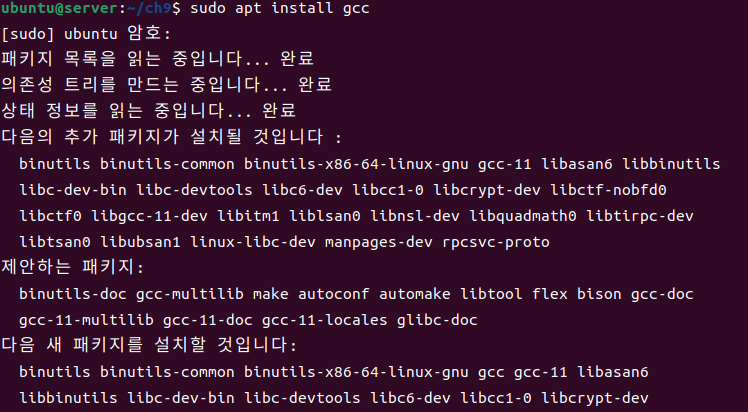 ubuntu@server:~/ch9$ sudo apt install gcc
[sudo] ubuntu 암호:
패키지 목록을 읽는 중입니다... 완료
의존성 트리를 만드는 중입니다... 완료
상태 정보를 읽는 중입니다... 완료
다음의 추가 패키지가 설치될 것입니다 :
  binutils binutils-common binutils-x86-64-linux-gnu gcc-11 libasan6 libbinutils
  libc-dev-bin libc-devtools libc6-dev libcc1-0 libcrypt-dev libctf-nobfd0
  libctf0 libgcc-11-dev libitm1 liblsan0 libnsl-dev libquadmath0 libtirpc-dev
  libtsan0 libubsan1 linux-libc-dev manpages-dev rpcsvc-proto
제안하는 패키지:
  binutils-doc gcc-multilib make autoconf automake libtool flex bison gcc-doc
  gcc-11-multilib gcc-11-doc gcc-11-locales glibc-doc
다음 새 패키지를 설치할 것입니다:
  binutils binutils-common binutils-x86-64-linux-gnu gcc gcc-11 libasan6
  libbinutils libc-dev-bin libc-devtools libc6-dev libcc1-0 libcrypt-dev